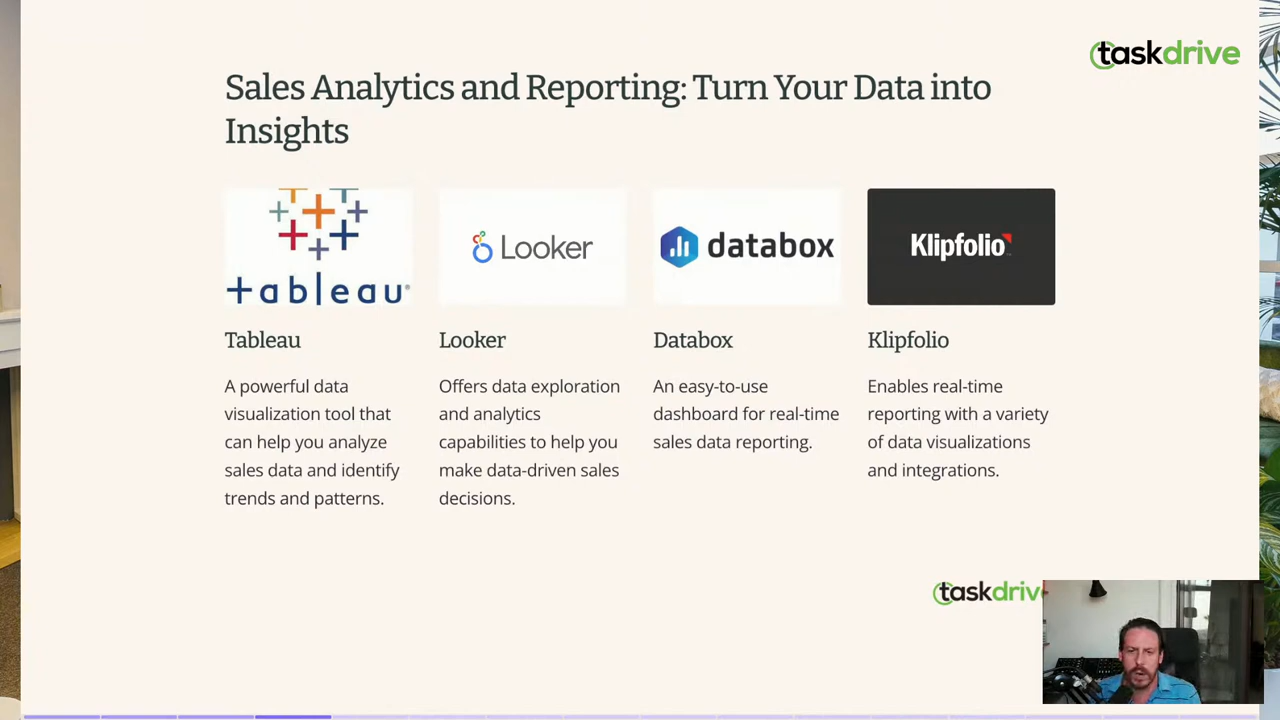 taskdrive
Sales Analytics and Reporting: Turn Your Data into
Insights
+ableau®
Looker
databox
Klipfolio
Tableau
Looker
Databox
Klipfolio
A powerful data
visualization tool that
can help you analyze
sales data and identify
trends and patterns.
Offers data exploration
and analytics
capabilities to help you
make data-driven sales
decisions.
An easy-to-use
dashboard for real-time
sales data reporting.
Enables real-time
reporting with a variety
of data visualizations
and integrations.
taskdriv